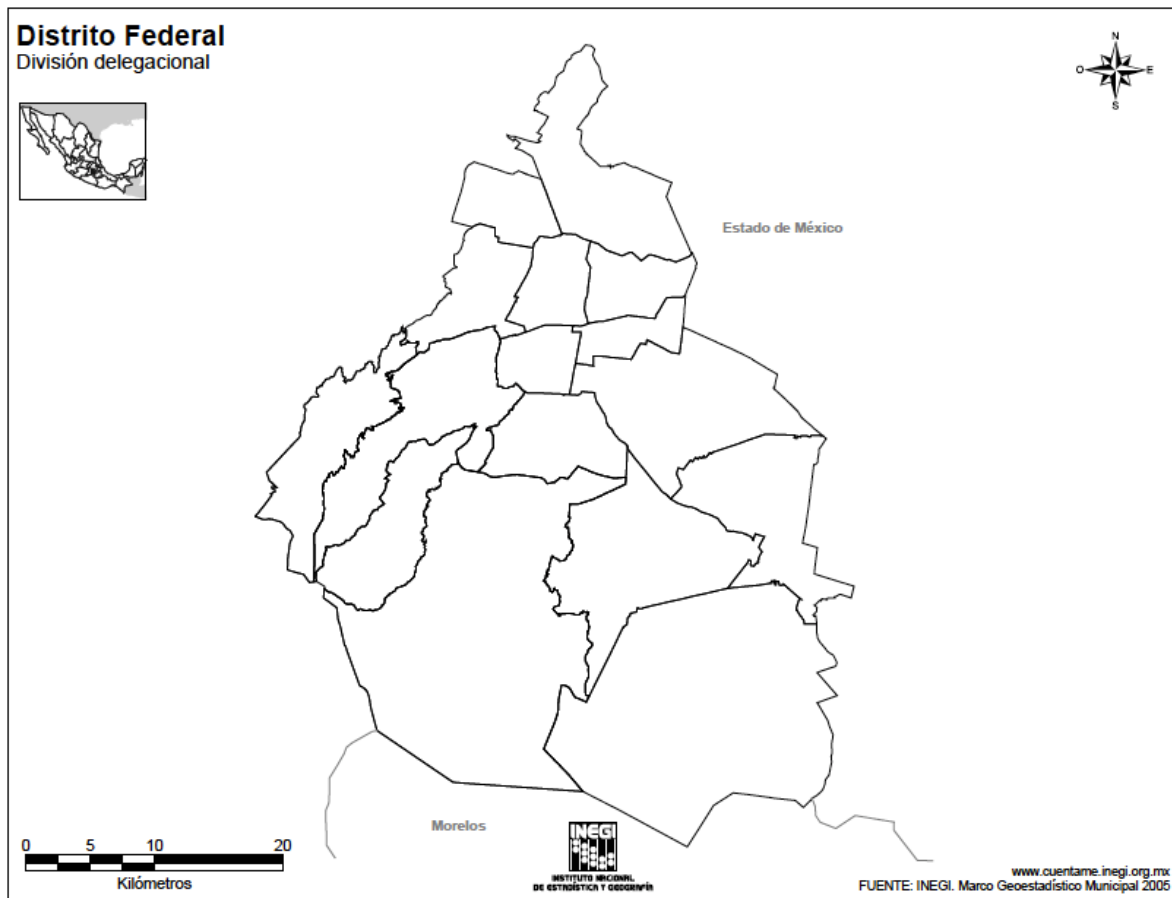 Distrito Federal
División delegacional
N
O E
S
Estado de México
Morelos
0 5 10 20
Kilómetros
INEGI
INSTITUTO NACIONAL
DE ESTADÍSTICA Y GEOGRAFÍA
www.cuentame.inegi.org.mx
FUENTE: INEGI. Marco Geoestadístico Municipal 2005